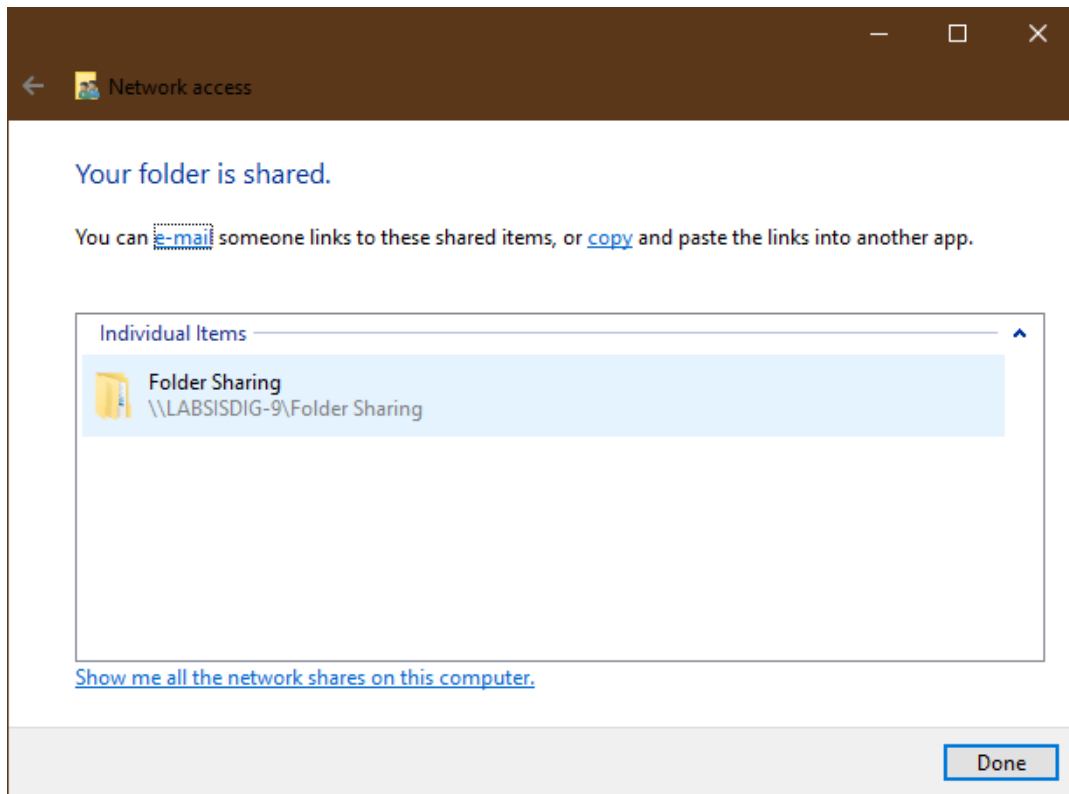 Network access
Your folder is shared.
You can e-mail someone links to these shared items, or copy and paste the links into another app.
Individual Items
Folder Sharing
\\LABSISDIG-9\Folder Sharing
Show me all the network shares on this computer.
Done